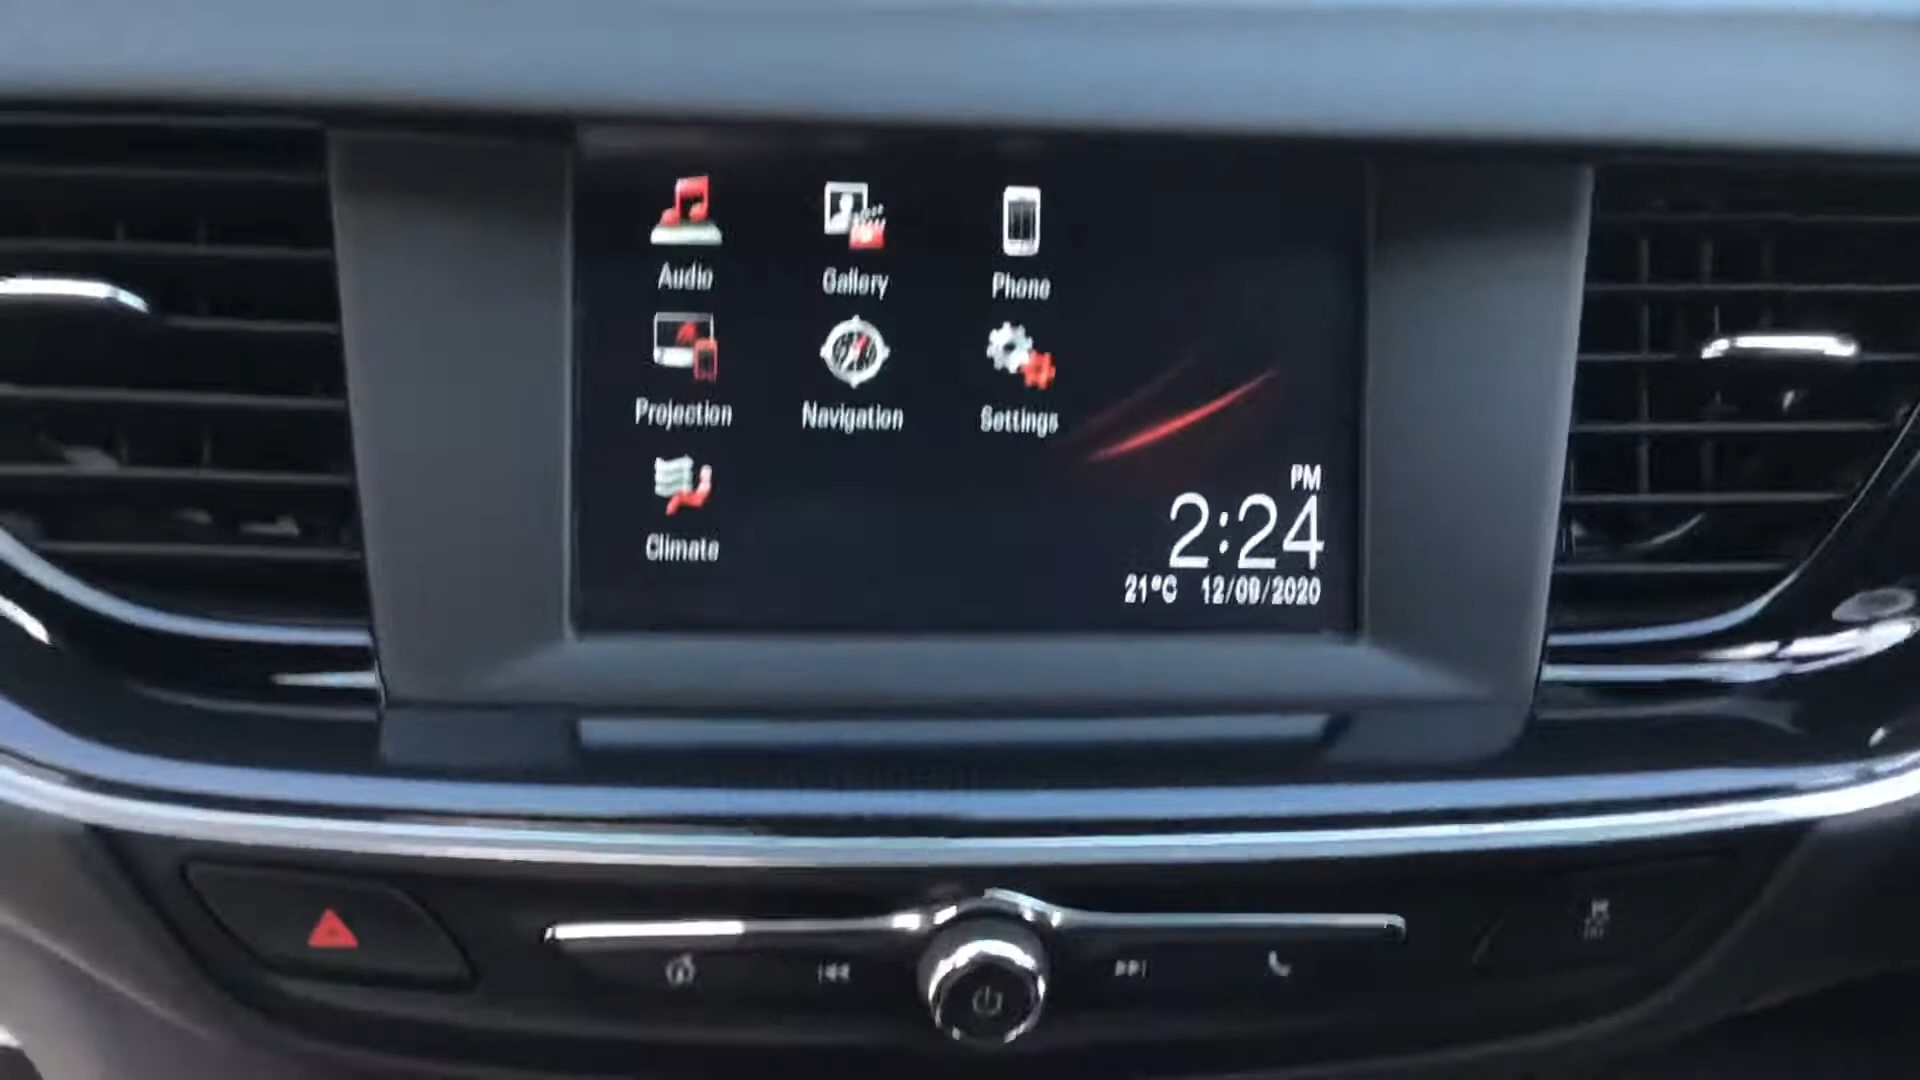 Audio
Gallery
Phone
Projection
Navigation
Settings
Climate
PM
2:24
21°C 12/09/2020